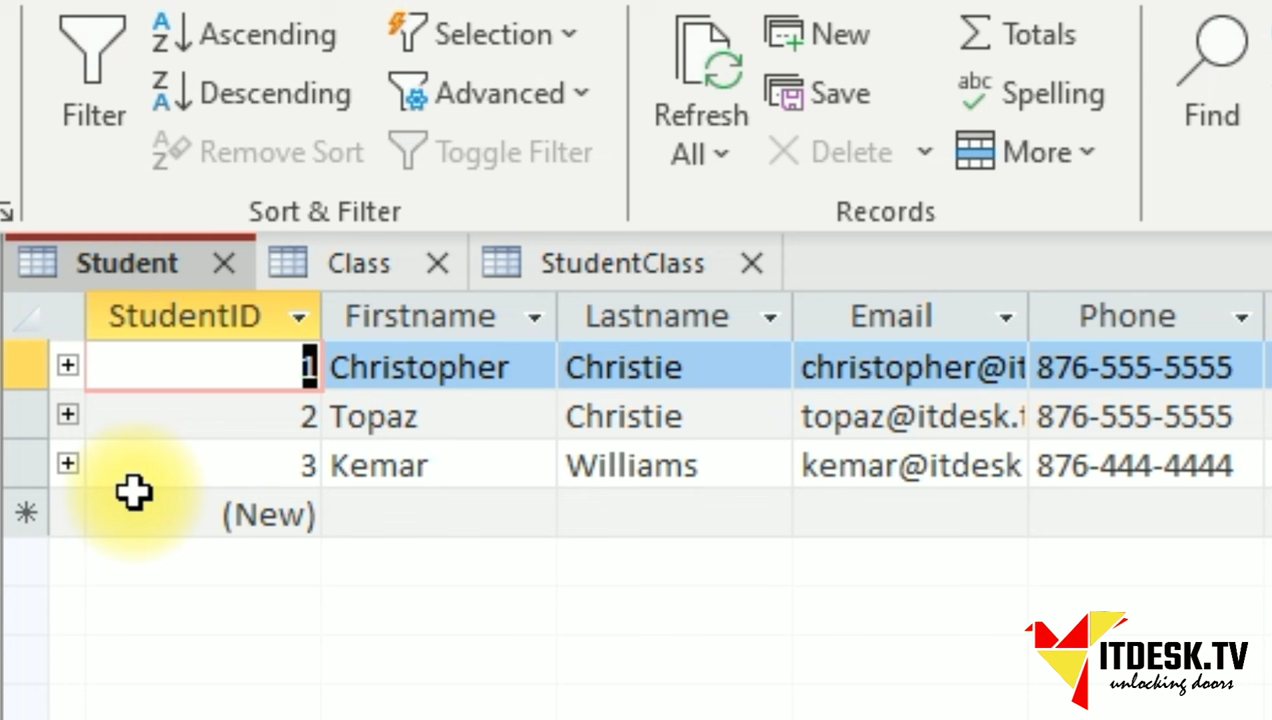 Filter
Ascending
Descending
Remove Sort
Selection
Advanced
Toggle Filter
Sort & Filter
Refresh
All
New
Save
Delete
Totals
abc
Spelling
More
Records
Find
Student Class StudentClass
StudentID Firstname Lastname Email Phone
1 Christopher Christie christopher@it 876-555-5555
2 Topaz Christie topaz@itdesk.t 876-555-5555
3 Kemar Williams kemar@itdesk 876-444-4444
(New)
ITDESK.TV
unlocking doors